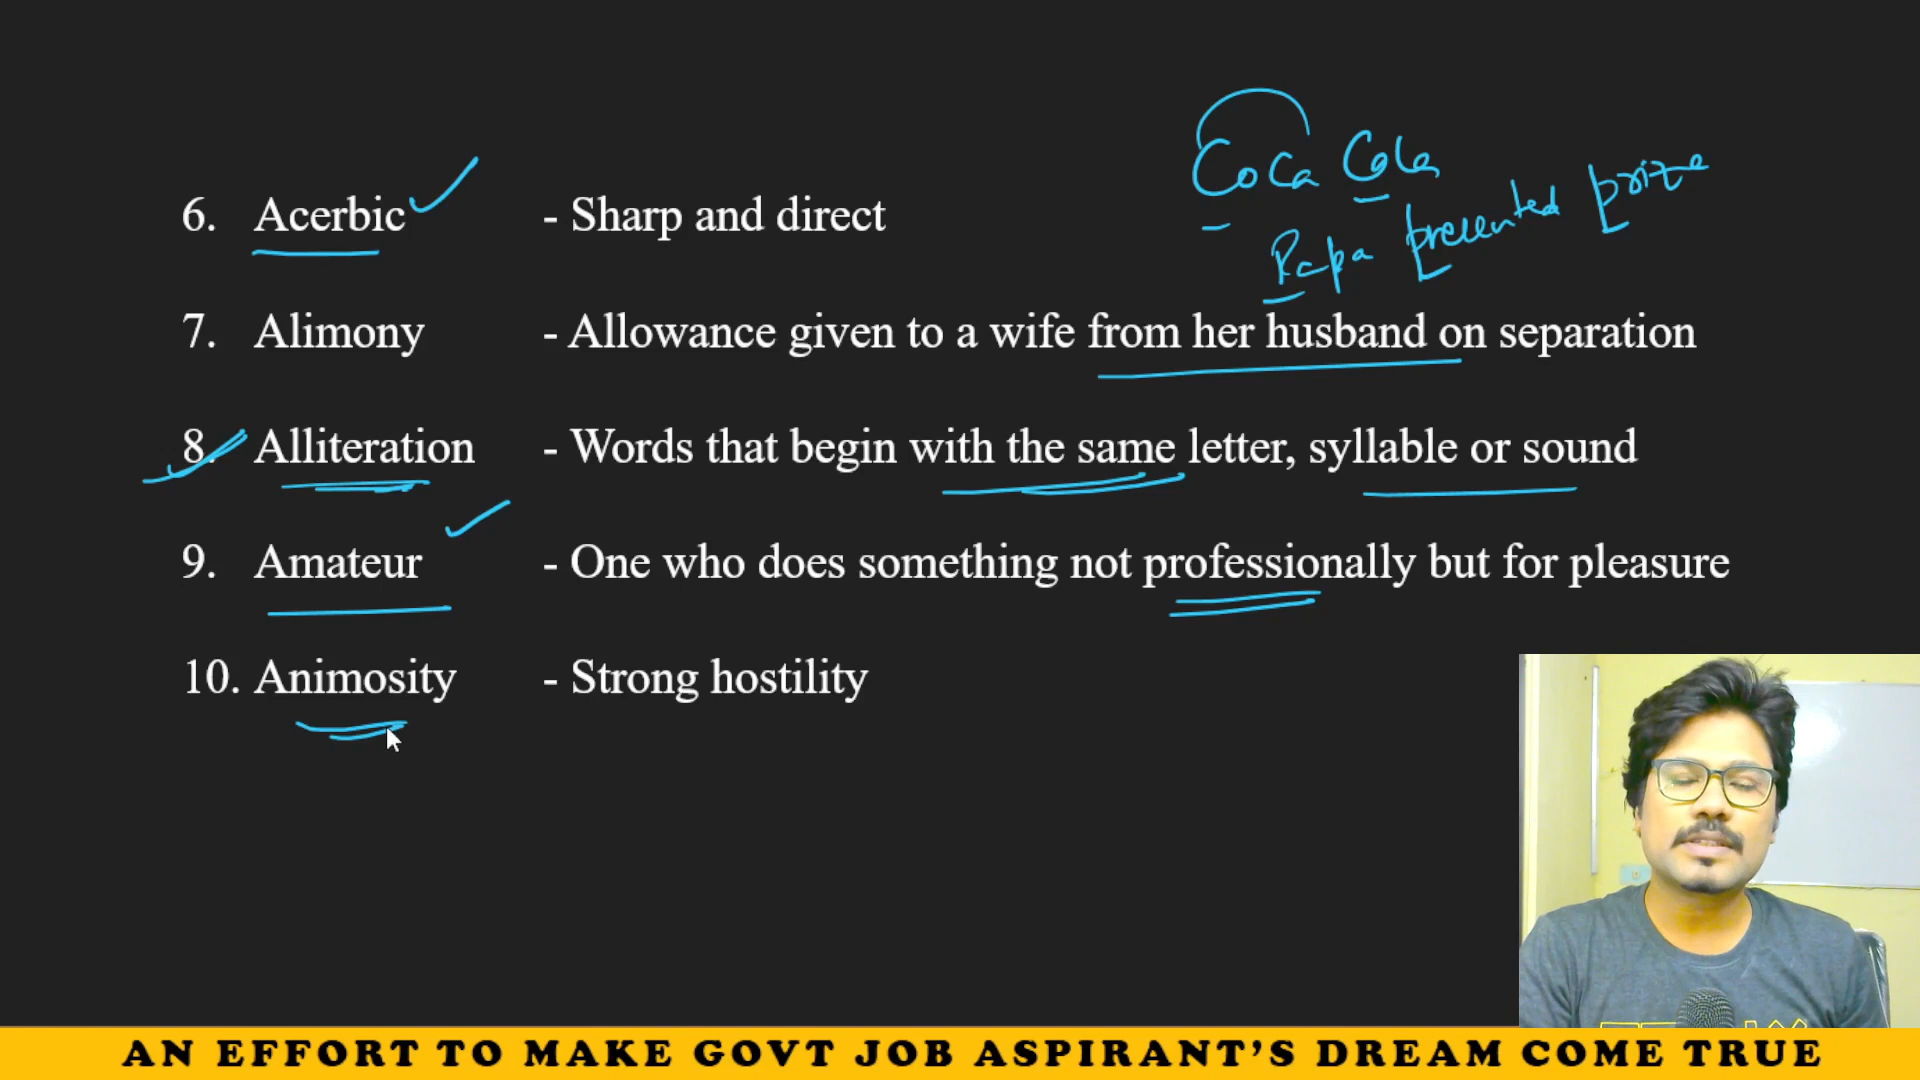 Coca Cola
Papa presented prize
6. Acerbic - Sharp and direct
7. Alimony - Allowance given to a wife from her husband on separation
8. Alliteration - Words that begin with the same letter, syllable or sound
9. Amateur - One who does something not professionally but for pleasure
10. Animosity - Strong hostility
AN EFFORT TO MAKE GOVT JOB ASPIRANT'S DREAM COME TRUE